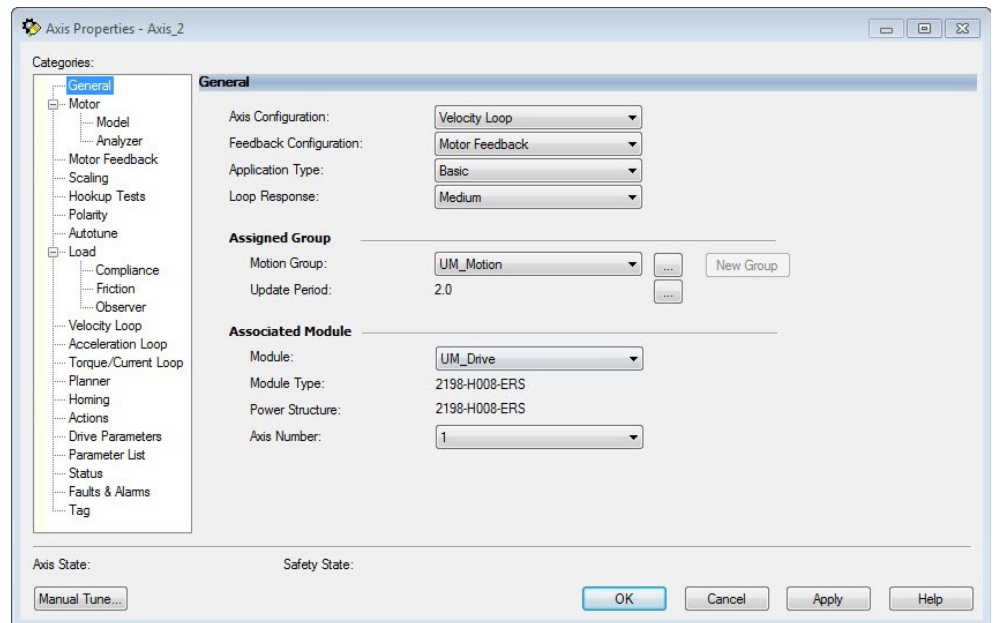 Axis Properties - Axis_2
Categories:
General
Motor
Model
Analyzer
Motor Feedback
Scaling
Hookup Tests
Polarity
Autotune
Load
Compliance
Friction
Observer
Velocity Loop
Acceleration Loop
Torque/Current Loop
Planner
Homing
Actions
Drive Parameters
Parameter List
Status
Faults & Alarms
Tag
General
Axis Configuration: Velocity Loop
Feedback Configuration: Motor Feedback
Application Type: Basic
Loop Response: Medium
Assigned Group
Motion Group: UM_Motion ... New Group
Update Period: 2.0 ...
Associated Module
Module: UM_Drive
Module Type: 2198-H008-ERS
Power Structure: 2198-H008-ERS
Axis Number: 1
Axis State: Safety State:
Manual Tune... OK Cancel Apply Help